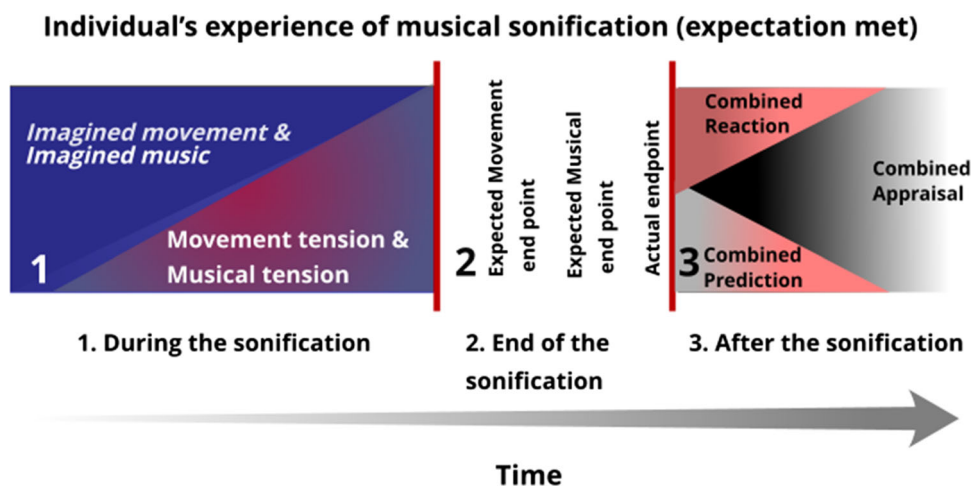 Individual's experience of musical sonification (expectation met)
Imagined movement &
Imagined music
Movement tension &
Musical tension
1
2
Expected Movement
end point
Expected Musical
end point
Actual endpoint
3
Combined
Reaction
Combined
Appraisal
Combined
Prediction
1. During the sonification
2. End of the
sonification
3. After the sonification
Time